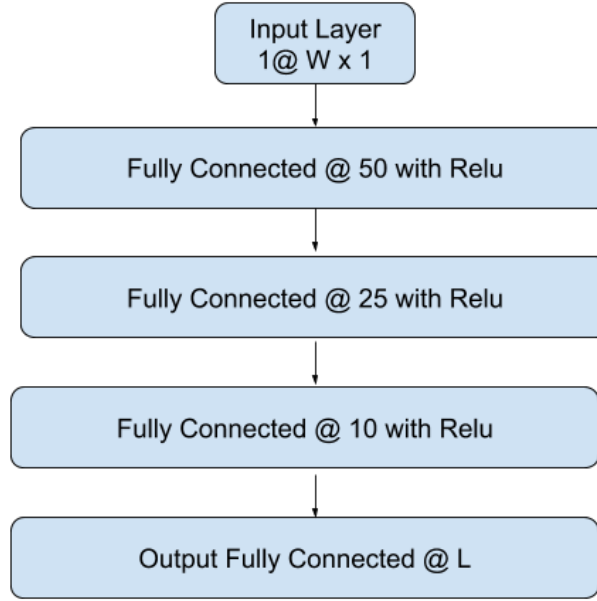 Input Layer
1@ W x 1
Fully Connected @ 50 with Relu
Fully Connected @ 25 with Relu
Fully Connected @ 10 with Relu
Output Fully Connected @ L